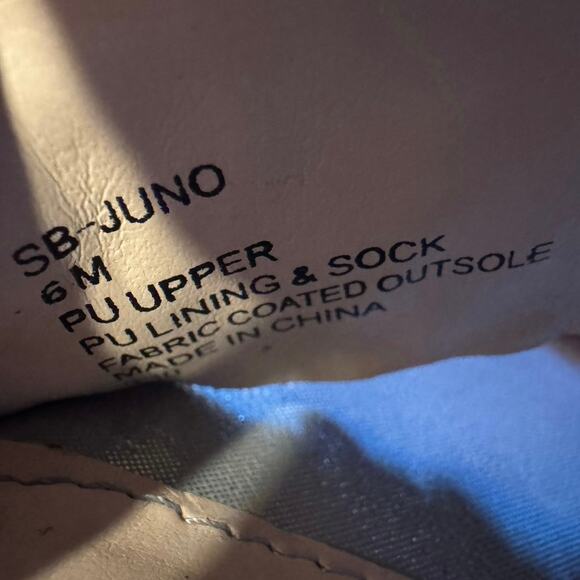 SB-JUNO
6 M
PU UPPER
PU LINING & SOCK
FABRIC COATED OUTSOLE
MADE IN CHINA